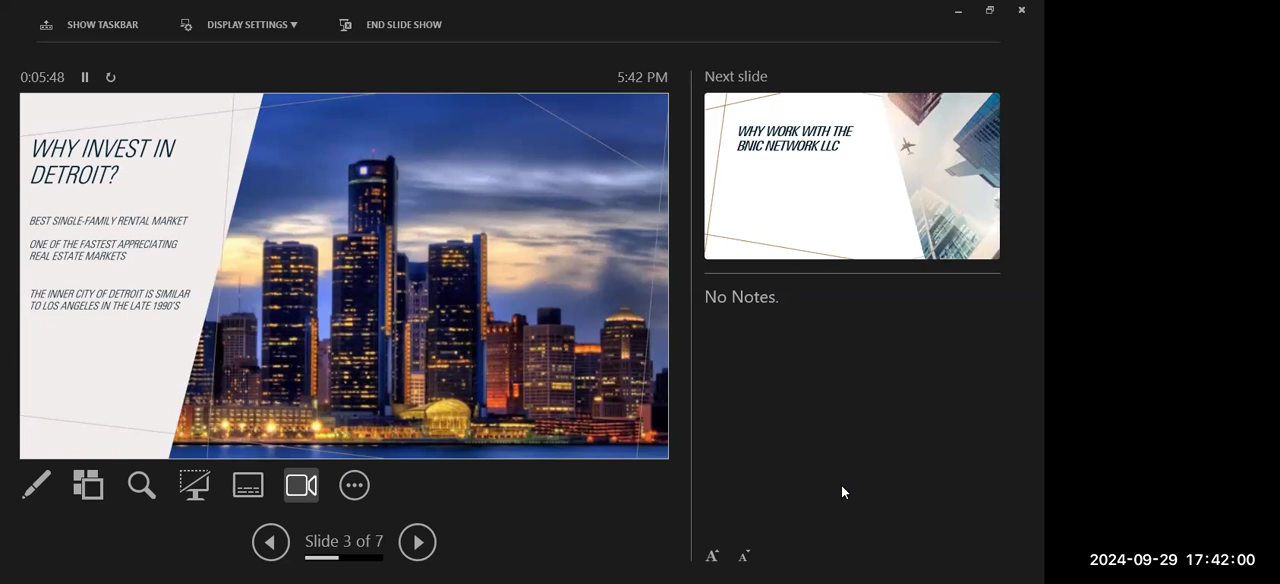 SHOW TASKBAR
DISPLAY SETTINGS ▼
END SLIDE SHOW
0:05:48
5:42 PM
Next slide
WHY INVEST IN
DETROIT?
BEST SINGLE-FAMILY RENTAL MARKET
ONE OF THE FASTEST APPRECIATING
REAL ESTATE MARKETS
THE INNER CITY OF DETROIT IS SIMILAR
TO LOS ANGELES IN THE LATE 1990'S
WHY WORK WITH THE
BNIC NETWORK LLC
No Notes.
Slide 3 of 7
A A
2024-09-29 17:42:00